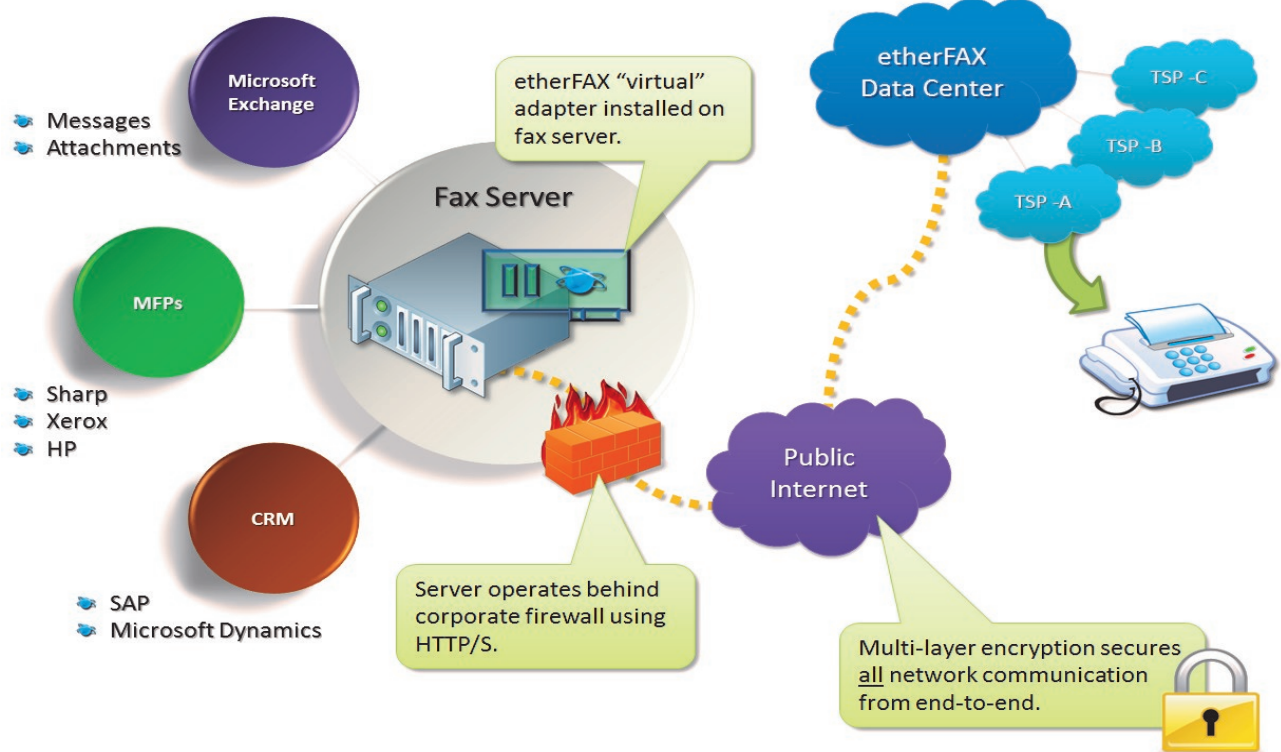 Microsoft
Exchange
Messages
Attachments
MFPs
Sharp
Xerox
HP
CRM
SAP
Microsoft Dynamics
Fax Server
etherFAX “virtual”
adapter installed on
fax server.
Server operates behind
corporate firewall using
HTTP/S.
Public
Internet
Multi-layer encryption secures
all network communication
from end-to-end.
etherFAX
Data Center
TSP -C
TSP -B
TSP -A